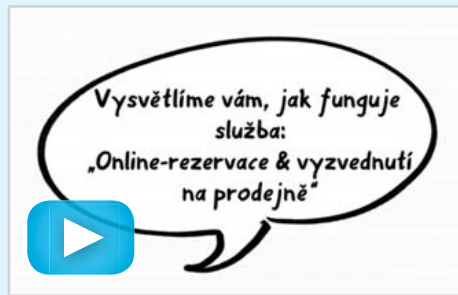 Vysvětlíme vám, jak funguje
služba:
„Online-rezervace & vyzvednutí
na prodejně“